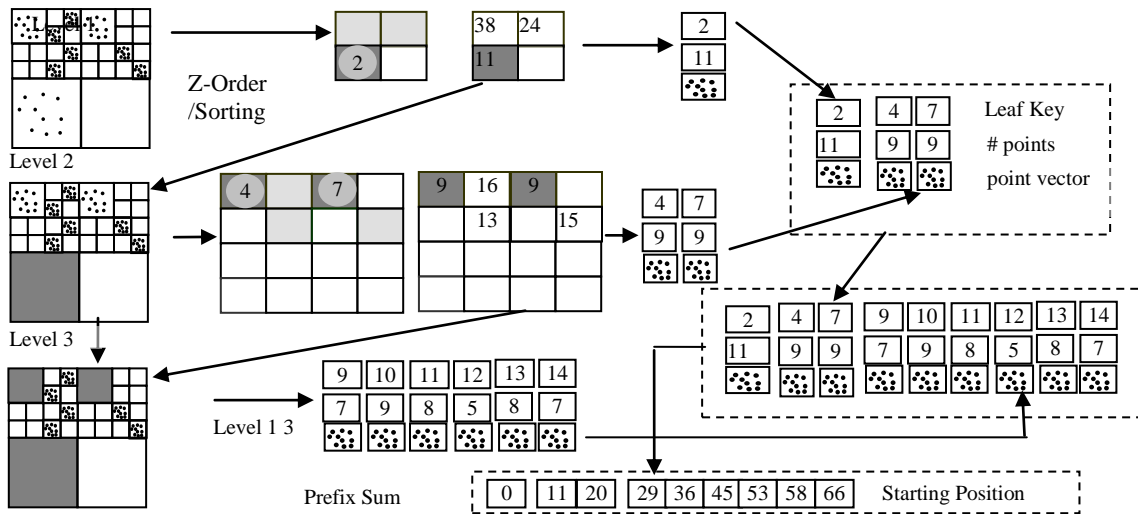 Level 1
2
38 24
11
2
11
Z-Order
/Sorting
2 4 7 Leaf Key
11 9 9 # points
point vector
Level 2
4 7
9 16 9
13 15
4 7
9 9
Level 3
2 4 7 9 10 11 12 13 14
11 9 9 7 9 8 5 8 7
9 10 11 12 13 14
7 9 8 5 8 7
Level 1 3
Prefix Sum
0 11 20 29 36 45 53 58 66 Starting Position